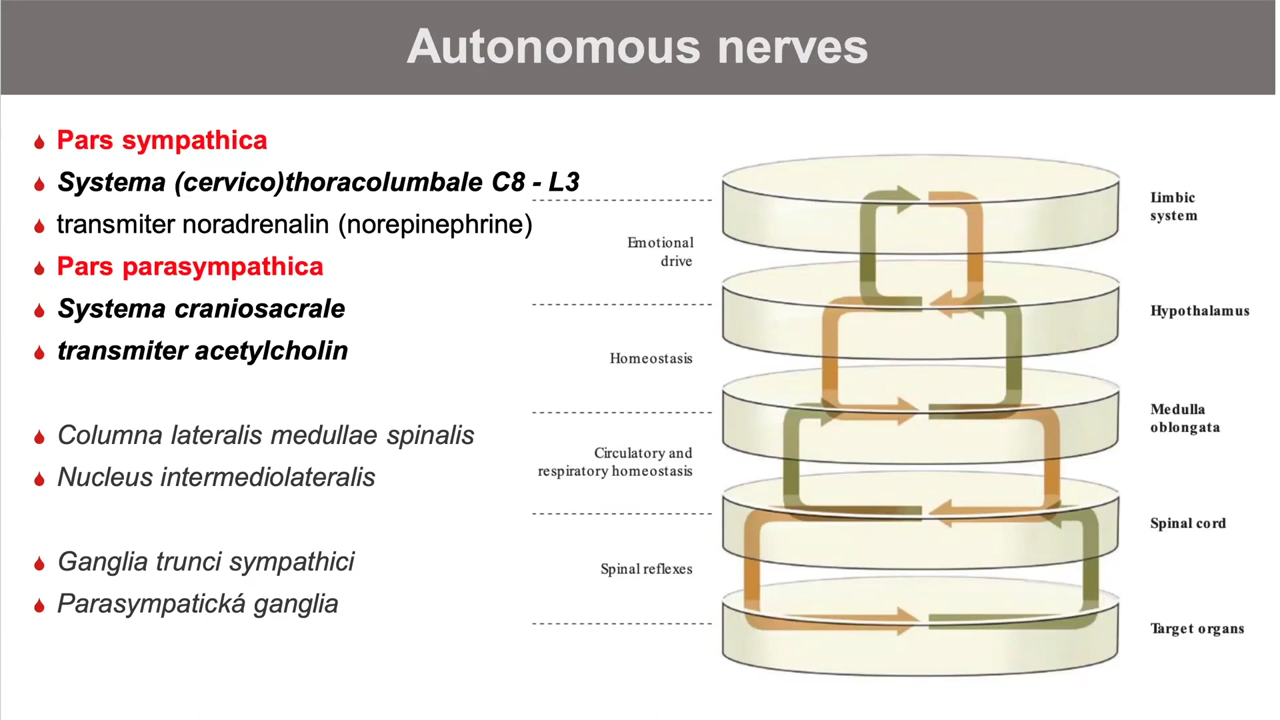 Autonomous nerves
Pars sympathica
Systema (cervico)thoracolumbale C8 - L3
transmiter noradrenalin (norepinephrine)
Pars parasympathica
Systema craniosacrale
transmiter acetylcholin
Columna lateralis medullae spinalis
Nucleus intermediolateralis
Ganglia trunci sympathici
Parasympatická ganglia
Emotional
drive
Homeostasis
Circulatory and
respiratory homeostasis
Spinal reflexes
Limbic
system
Hypothalamus
Medulla
oblongata
Spinal cord
Target organs